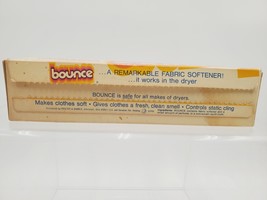 bounce
...A REMARKABLE FABRIC SOFTENER!
...it works in the dryer
BOUNCE is safe for all makes of dryers
Makes clothes soft • Gives clothes a fresh, clean smell • Controls static cling